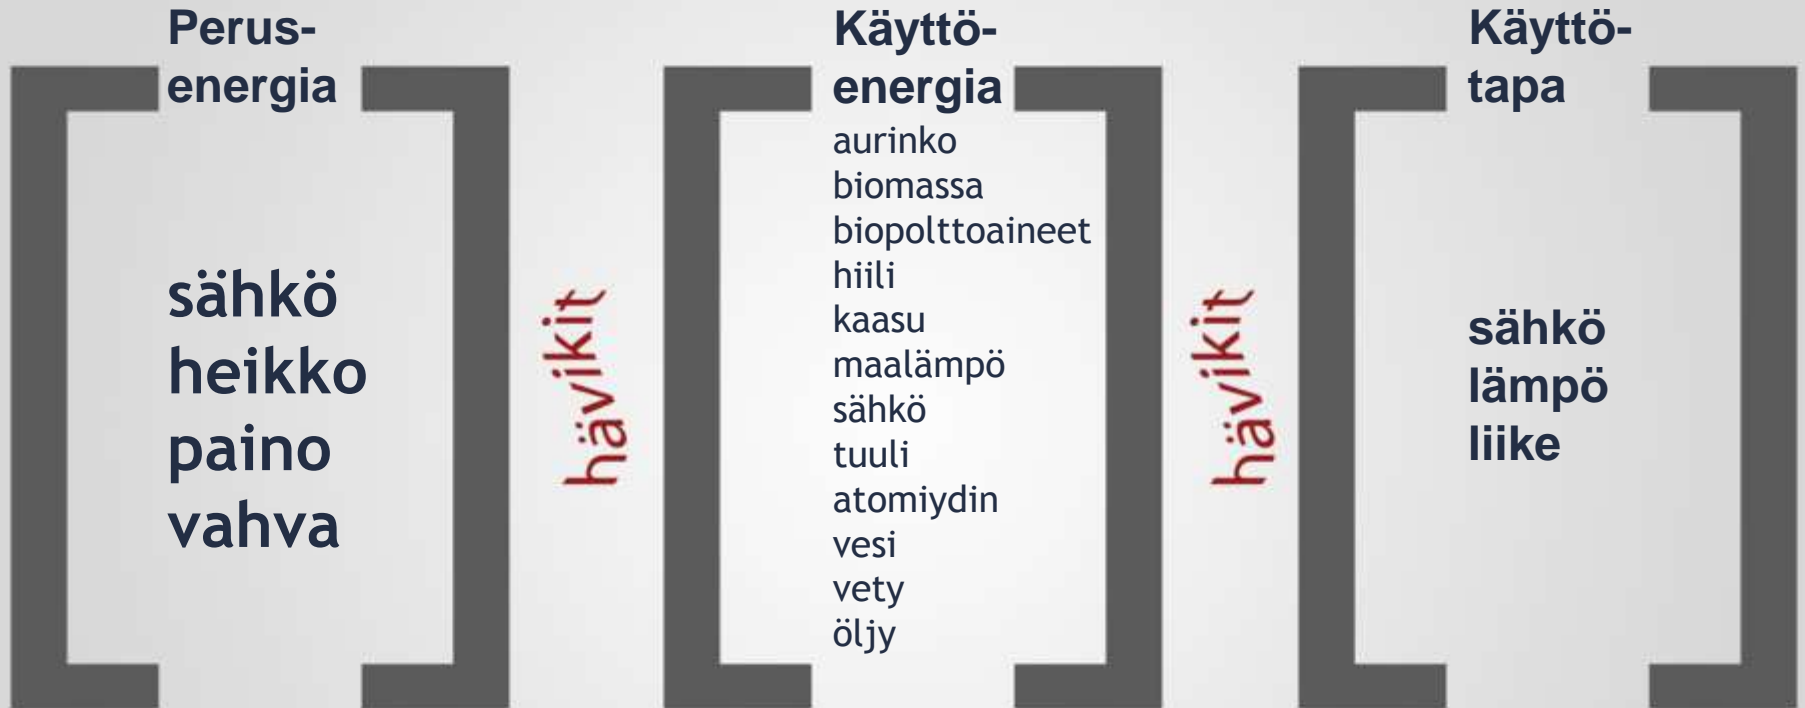 Perus-
energia
sähkö
heikko
paino
vahva
hävikit
Käyttö-
energia
aurinko
biomassa
biopolttoaineet
hiili
kaasu
maalämpö
sähkö
tuuli
atomiydin
vesi
vety
öljy
hävikit
Käyttö-
tapa
sähkö
lämpö
liike